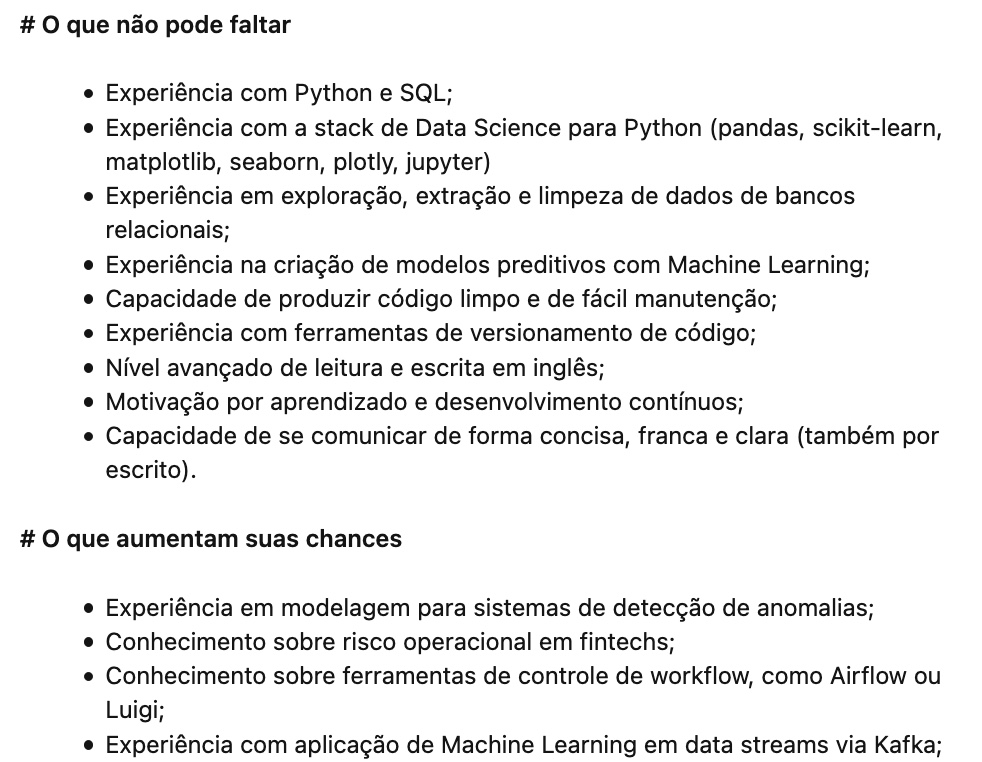 # O que não pode faltar
• Experiência com Python e SQL;
• Experiência com a stack de Data Science para Python (pandas, scikit-learn,
matplotlib, seaborn, plotly, jupyter)
• Experiência em exploração, extração e limpeza de dados de bancos
relacionais;
• Experiência na criação de modelos preditivos com Machine Learning;
• Capacidade de produzir código limpo e de fácil manutenção;
• Experiência com ferramentas de versionamento de código;
• Nível avançado de leitura e escrita em inglês;
• Motivação por aprendizado e desenvolvimento contínuos;
• Capacidade de se comunicar de forma concisa, franca e clara (também por
escrito).
# O que aumentam suas chances
• Experiência em modelagem para sistemas de detecção de anomalias;
• Conhecimento sobre risco operacional em fintechs;
• Conhecimento sobre ferramentas de controle de workflow, como Airflow ou
Luigi;
• Experiência com aplicação de Machine Learning em data streams via Kafka;